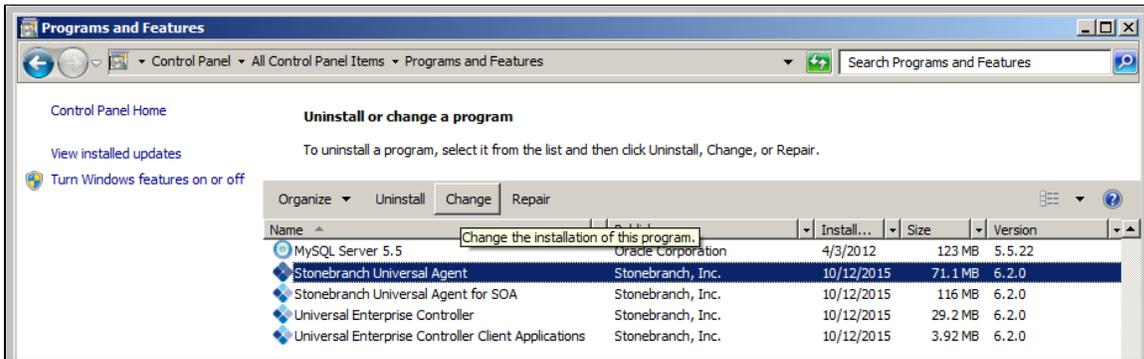 Programs and Features
Control Panel All Control Panel Items Programs and Features Search Programs and Features
Control Panel Home
View installed updates
Turn Windows features on or off
Uninstall or change a program
To uninstall a program, select it from the list and then click Uninstall, Change, or Repair.
Organize Uninstall Change Repair
Name Install... Size Version
Change the installation of this program.
MySQL Server 5.5 Oracle Corporation 4/3/2012 123 MB 5.5.22
Stonebranch Universal Agent Stonebranch, Inc. 10/12/2015 71.1 MB 6.2.0
Stonebranch Universal Agent for SOA Stonebranch, Inc. 10/12/2015 116 MB 6.2.0
Universal Enterprise Controller Stonebranch, Inc. 10/12/2015 29.2 MB 6.2.0
Universal Enterprise Controller Client Applications Stonebranch, Inc. 10/12/2015 3.92 MB 6.2.0